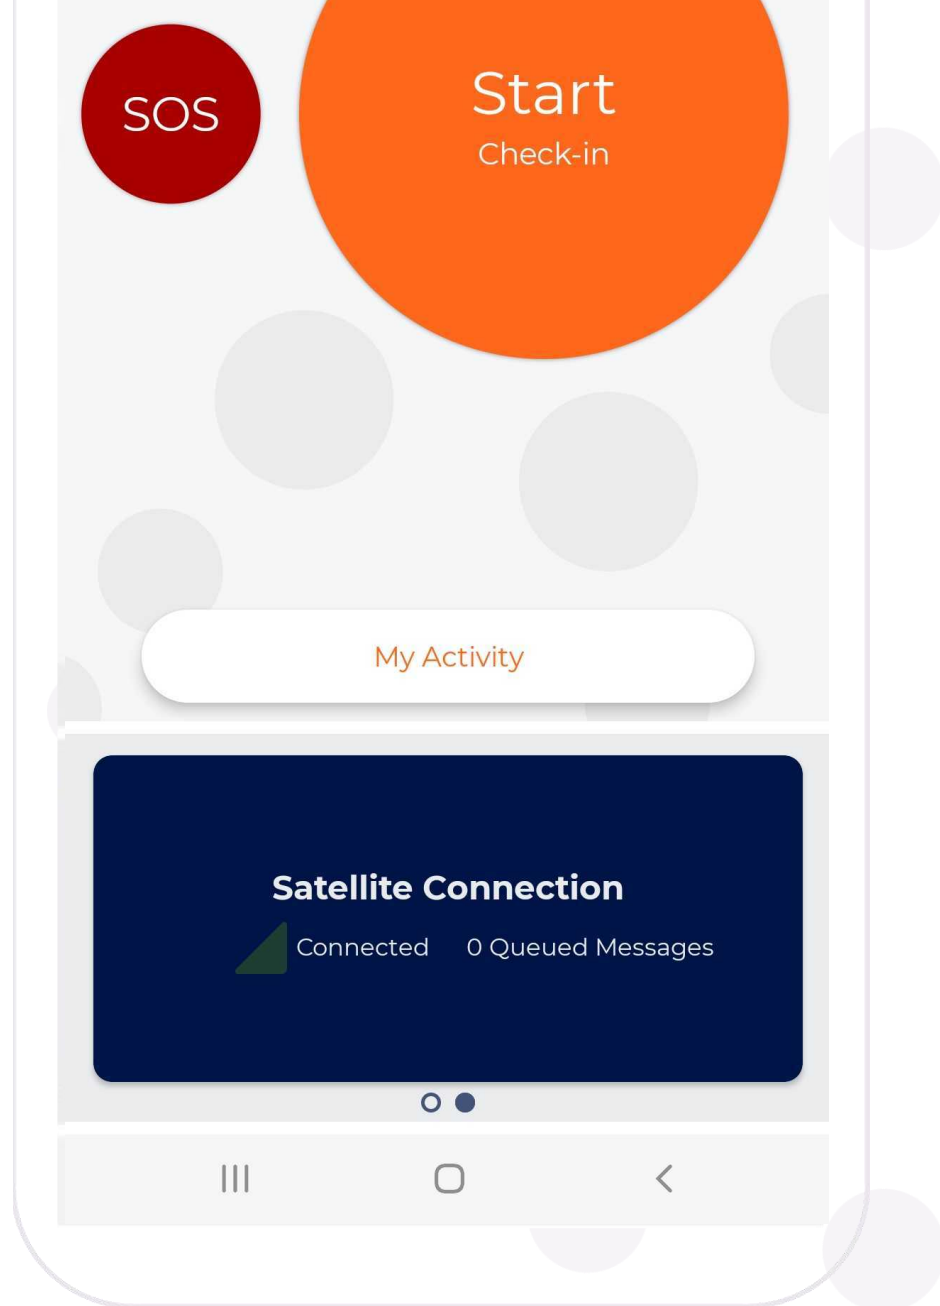 SOS
Start
Check-in
My Activity
Satellite Connection
Connected 0 Queued Messages